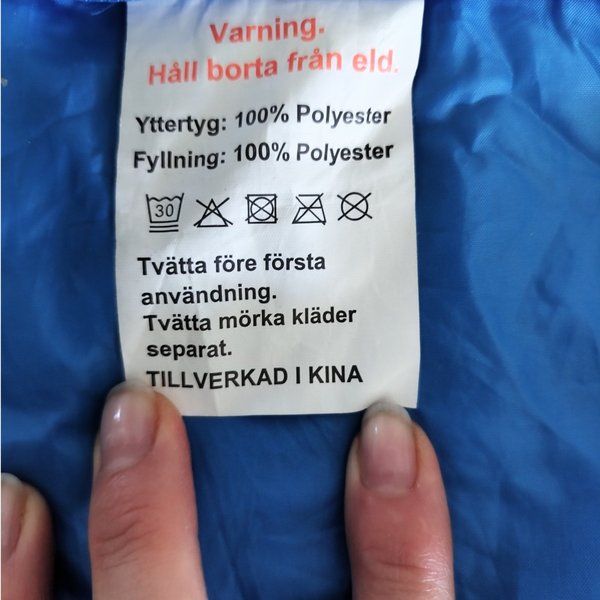 Varning.
Håll borta från eld.
Yttertyg: 100% Polyester
Fyllning: 100% Polyester
30
Tvätta före första
användning.
Tvätta mörka kläder
separat.
TILLVERKAD I KINA